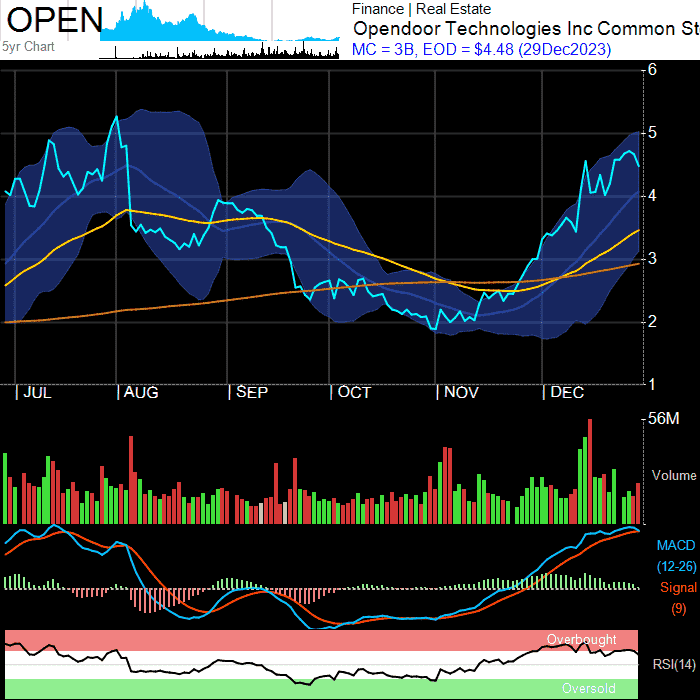 OPEN
5yr Chart
Finance | Real Estate
Opendoor Technologies Inc Common St
MC = 3B, EOD = $4.48 (29Dec2023)
6
5
4
3
2
1
| JUL | AUG | SEP | OCT | NOV | DEC
56M
Volume
MACD
(12-26)
Signal
(9)
Overbought
RSI(14)
Oversold